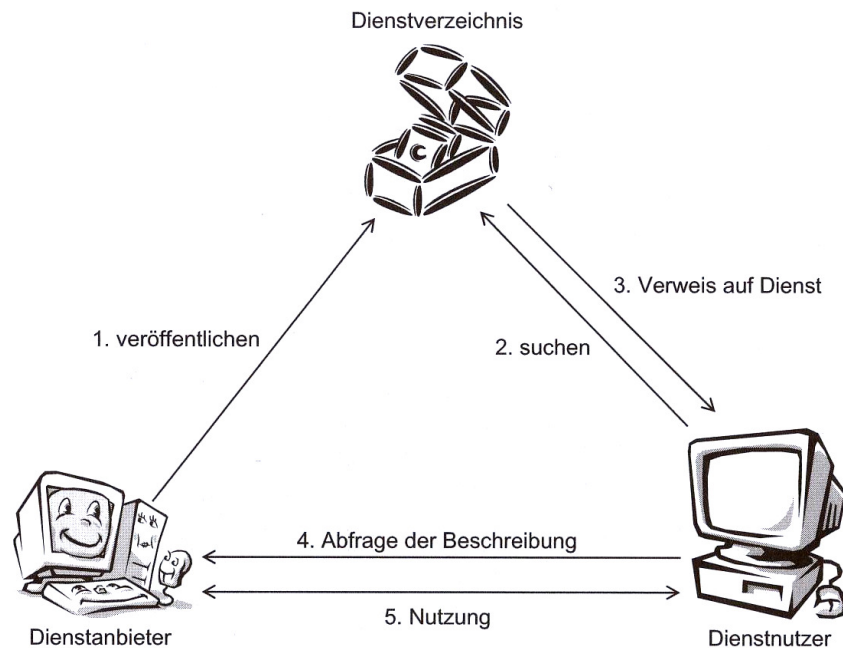 Dienstverzeichnis
3. Verweis auf Dienst
1. veröffentlichen
2. suchen
4. Abfrage der Beschreibung
5. Nutzung
Dienstanbieter
Dienstnutzer